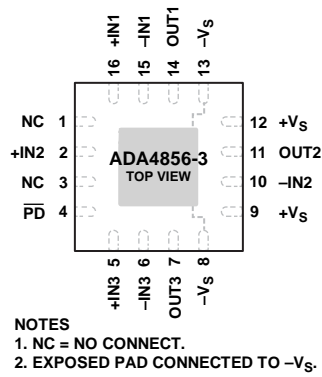 +IN1
–IN1
OUT1
–VS
16
15
14
13
NC 1
+IN2 2
NC 3
PD 4
ADA4856-3
TOP VIEW
12 +VS
11 OUT2
10 –IN2
9 +VS
5
6
7
8
+IN3
–IN3
OUT3
–VS
NOTES
1. NC = NO CONNECT.
2. EXPOSED PAD CONNECTED TO –VS.